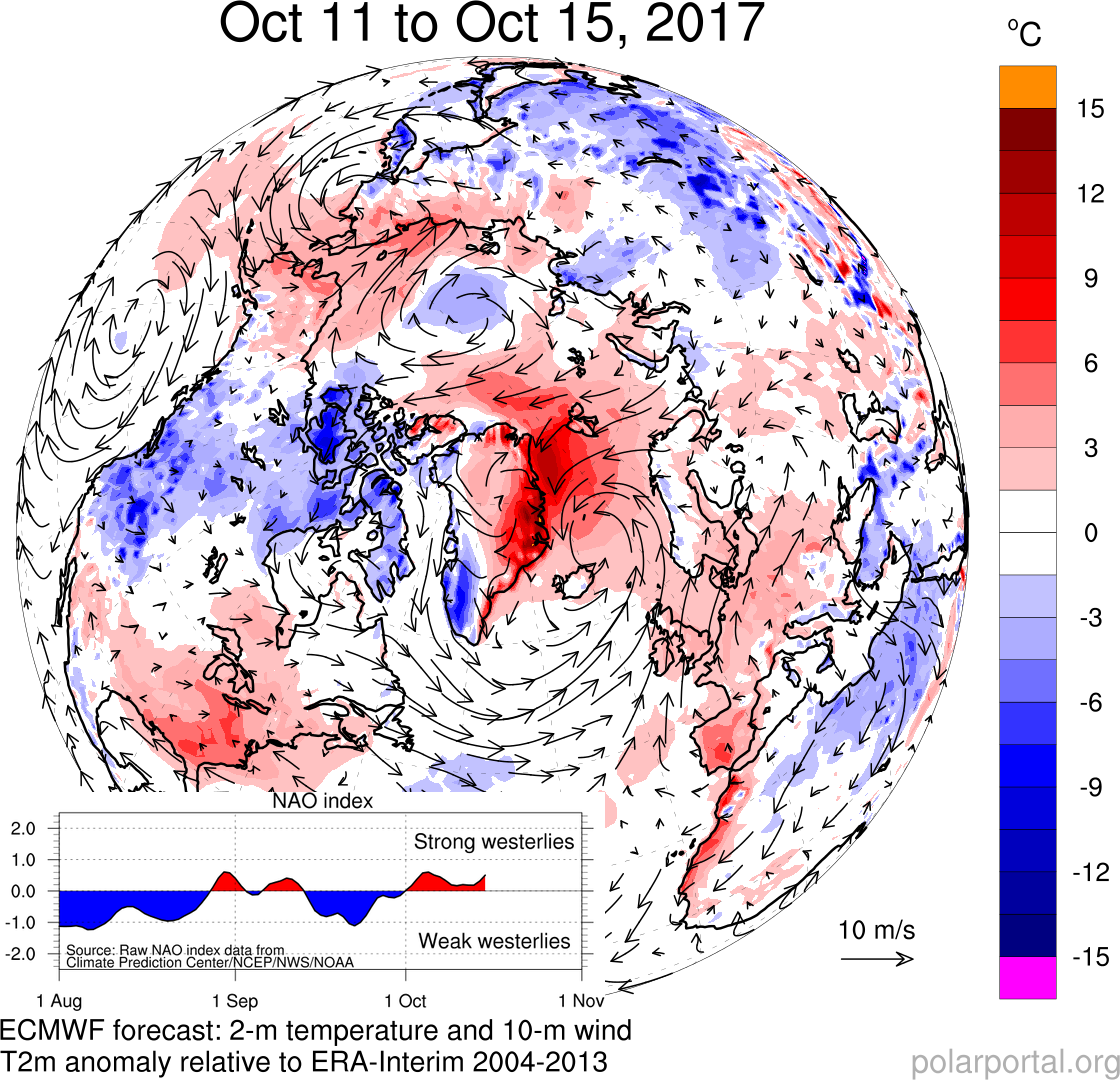 Oct 11 to Oct 15, 2017
°C
15
12
9
6
3
0
-3
-6
-9
-12
-15
10 m/s
NAO index
2.0
1.0
0.0
-1.0
-2.0
Strong westerlies
Weak westerlies
Source: Raw NAO index data from
Climate Prediction Center/NCEP/NWS/NOAA
1 Aug
1 Sep
1 Oct
1 Nov
ECMWF forecast: 2-m temperature and 10-m wind
T2m anomaly relative to ERA-Interim 2004-2013
polarportal.org